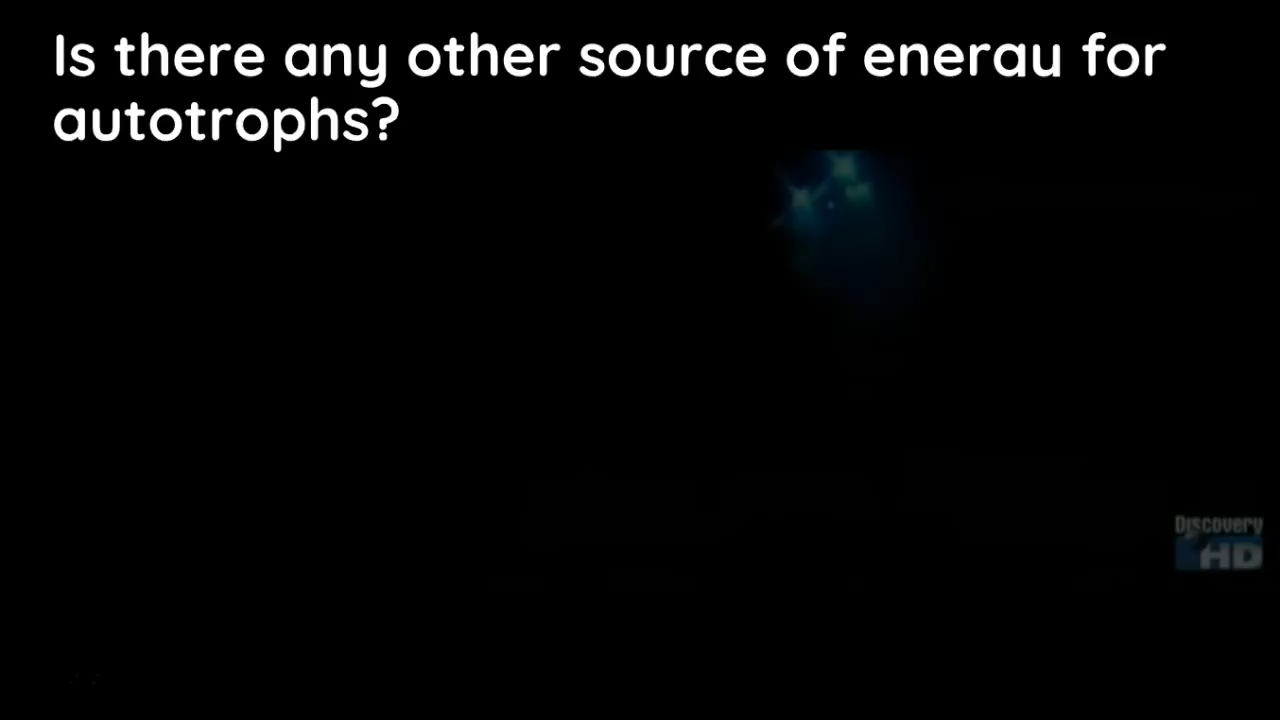 Is there any other source of enerau for
autotrophs?
Discovery
HD